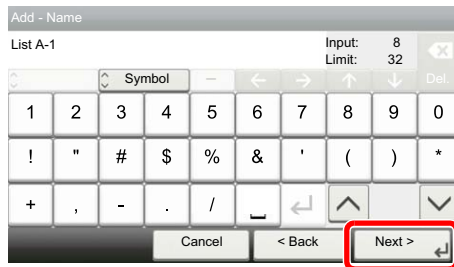 Add - Name
List A-1 Input: 8
Limit: 32
Symbol - ← → ↑ ↓ Del.
1 2 3 4 5 6 7 8 9 0
! " # $ % & ' ( ) *
+ , - . / _
Cancel < Back Next >